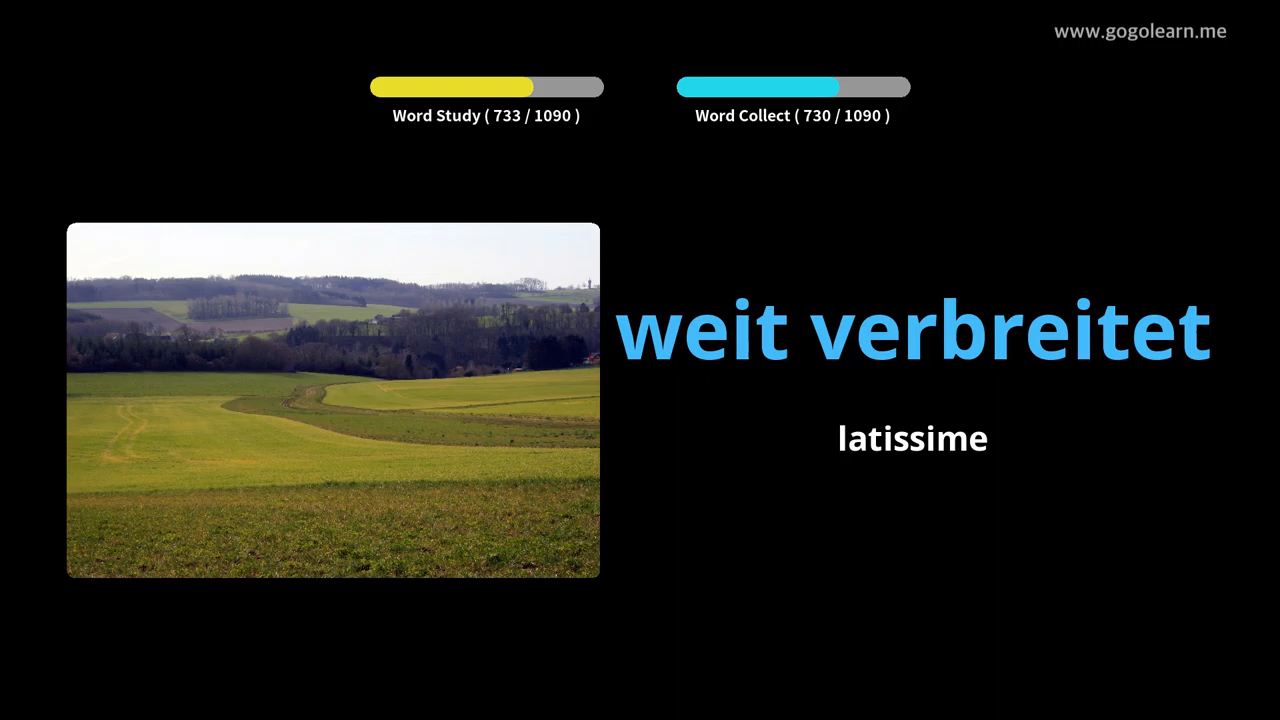 www.gogolearn.me
Word Study ( 733 / 1090 )
Word Collect ( 730 / 1090 )
weit verbreitet
latissime